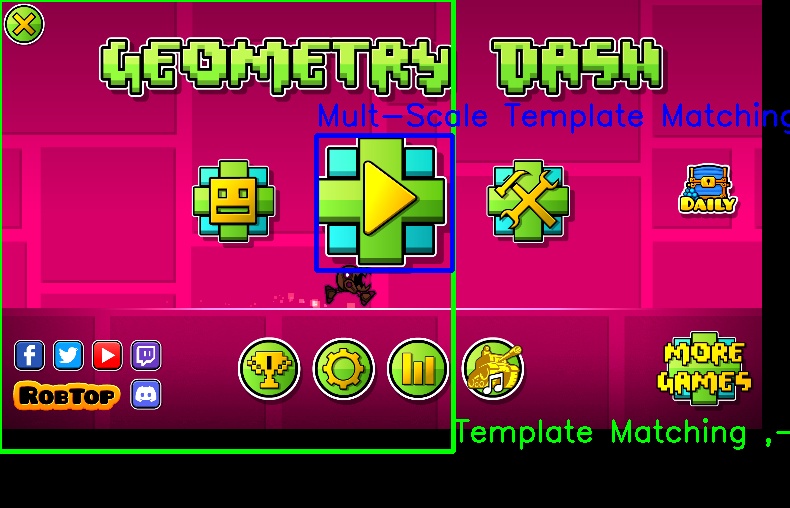 GEOMETRY DASH
Mult-Scale Template Matching
DAILY
ROBTOP
MORE
GAMES
Template Matching ,-